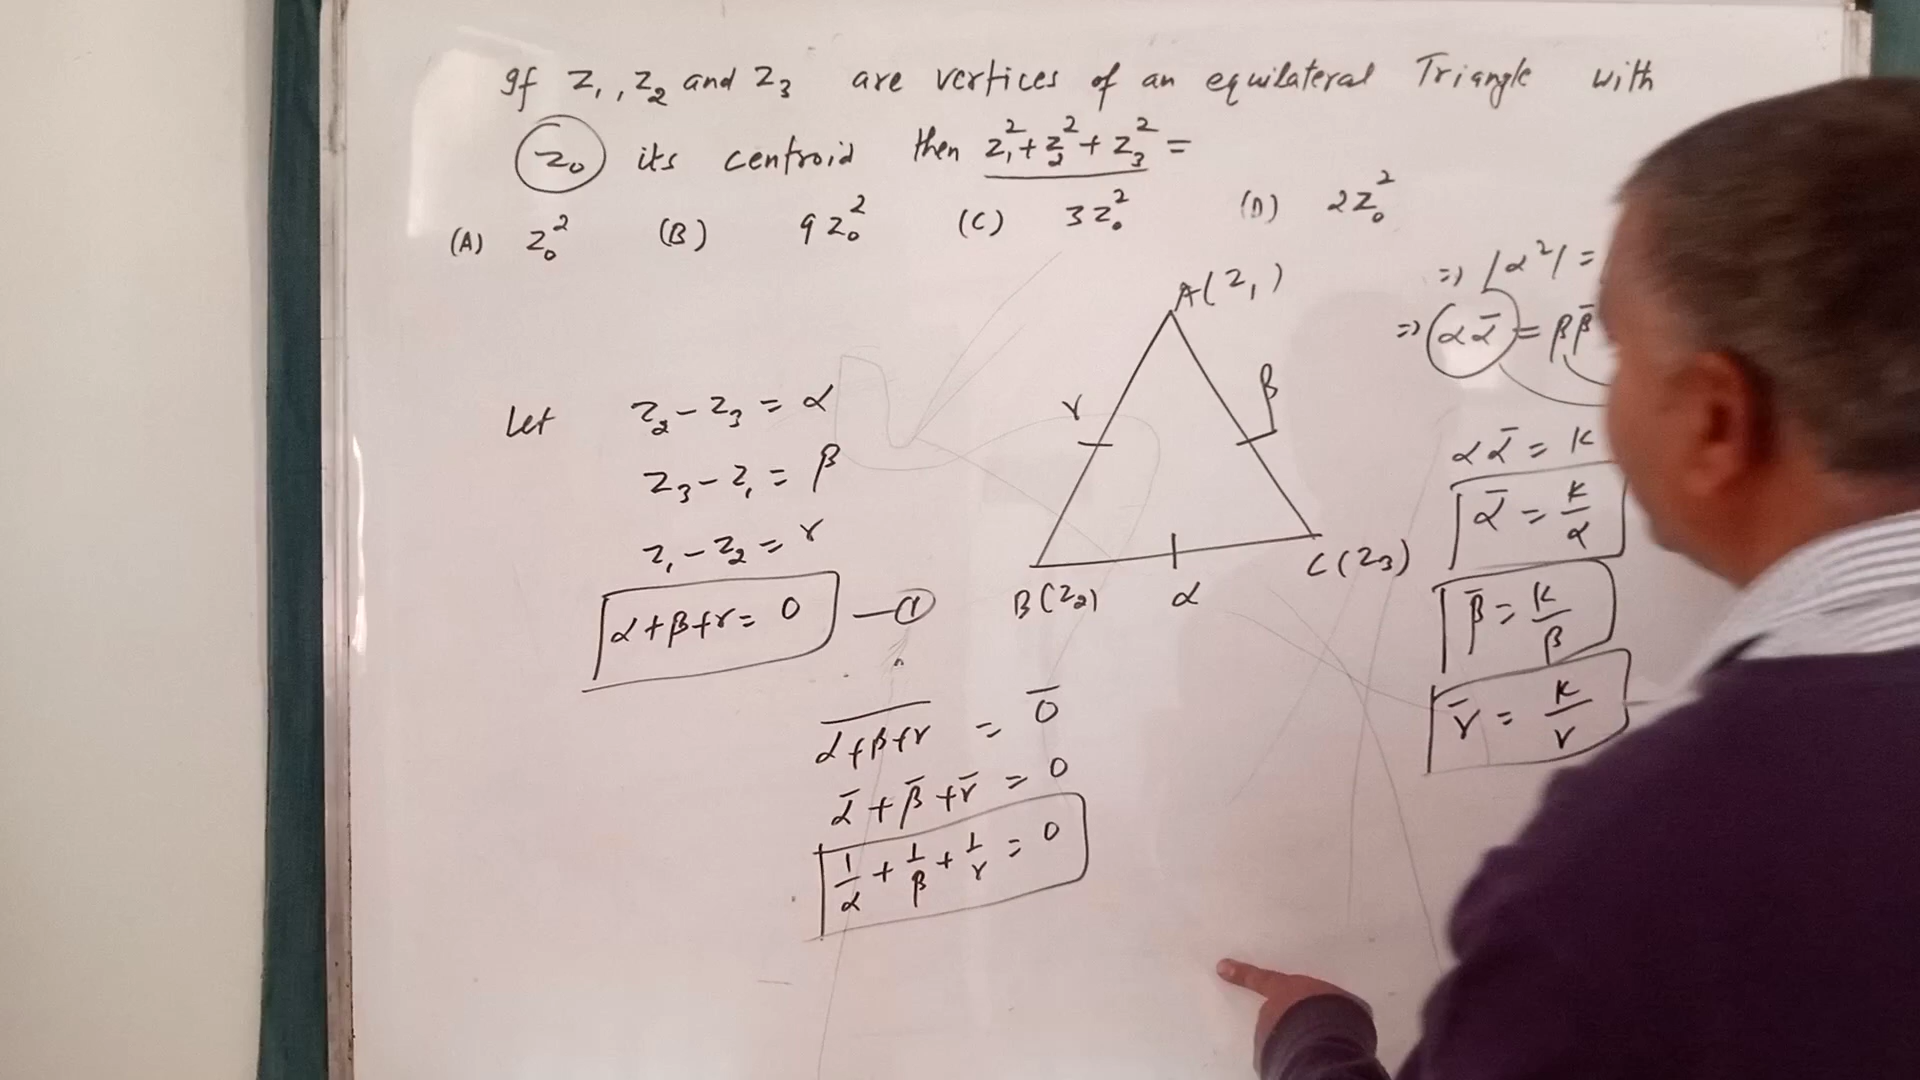 If z₁, z₂ and z₃ are vertices of an equilateral Triangle with
z₀ its centroid then z₁² + z₂² + z₃² =
(A) z₀² (B) 9z₀² (C) 3z₀² (D) 2z₀²
Let z₂ - z₃ = α
z₃ - z₁ = β
z₁ - z₂ = r
α + β + r = 0 — ①
\overline{α + β + r} = \overline{0}
ᾱ + β̄ + r̄ = 0
1/α + 1/β + 1/r = 0
A(z₁)
r
β
B(z₂)
α
C(z₃)
⇒ |α²| =
⇒ αᾱ = ββ̄
αᾱ = K
ᾱ = K/α
β̄ = K/β
r̄ = K/r